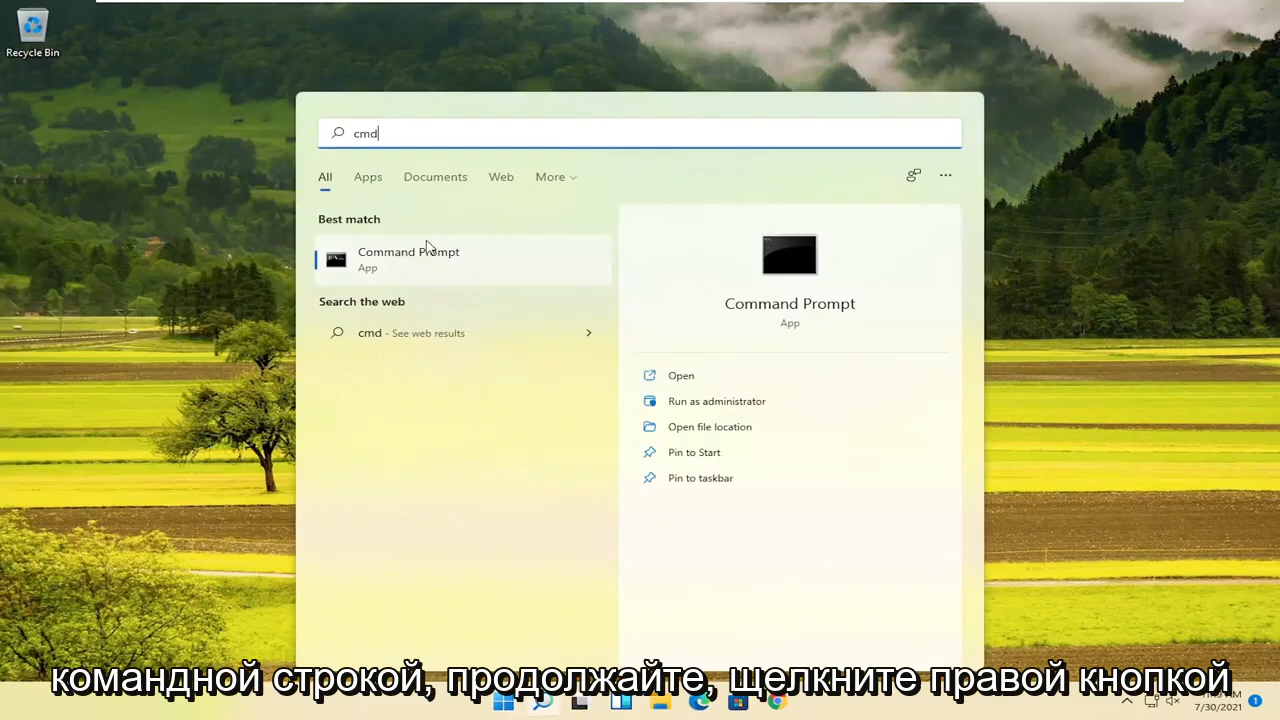 Recycle Bin
cmd
All Apps Documents Web More
Best match
Command Prompt
App
Search the web
cmd - See web results
Command Prompt
App
Open
Run as administrator
Open file location
Pin to Start
Pin to taskbar
командной строкой, продолжайте, щелкните правой кнопкой
7/30/2021
1